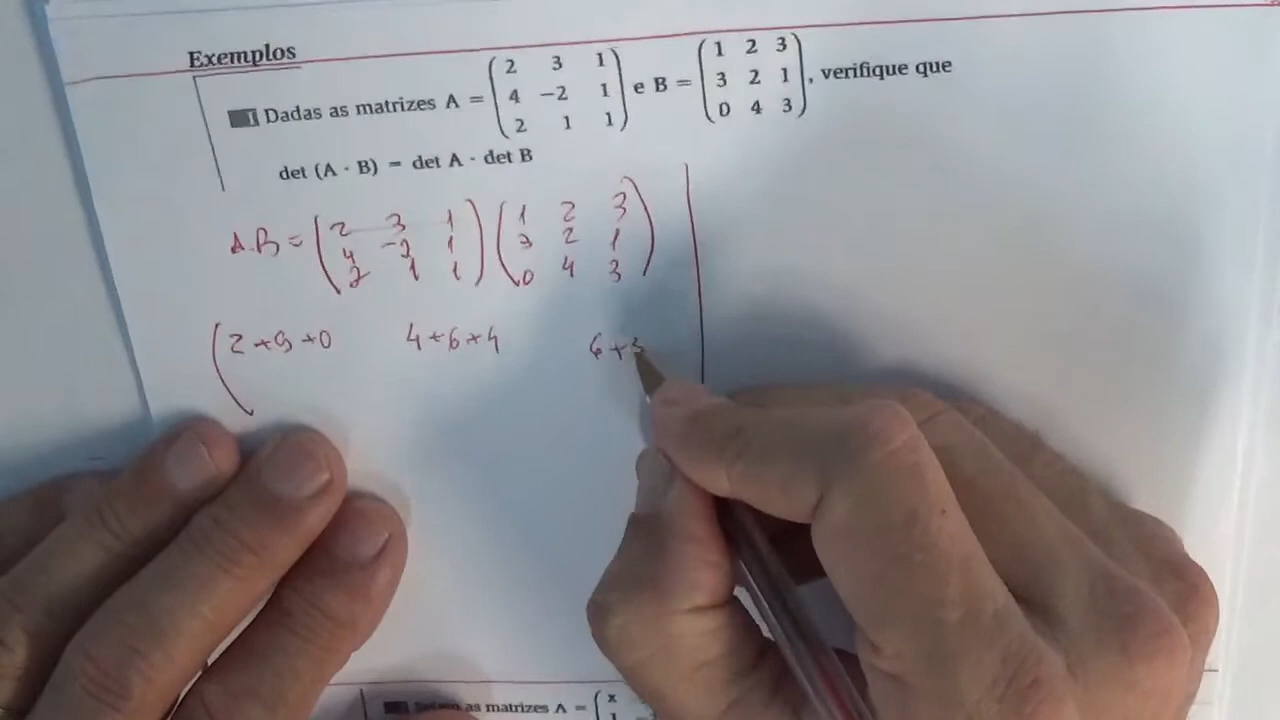 Exemplos
1 Dadas as matrizes A = (2 3 1
4 -2 1
2 1 1) e B = (1 2 3
3 2 1
0 4 3), verifique que
det (A · B) = det A · det B
A.B = (2 3 1
4 -2 1
2 1 1) (1 2 3
3 2 1
0 4 3)
(2+9+0 4+6+4 6+3
as matrizes A = (x
1